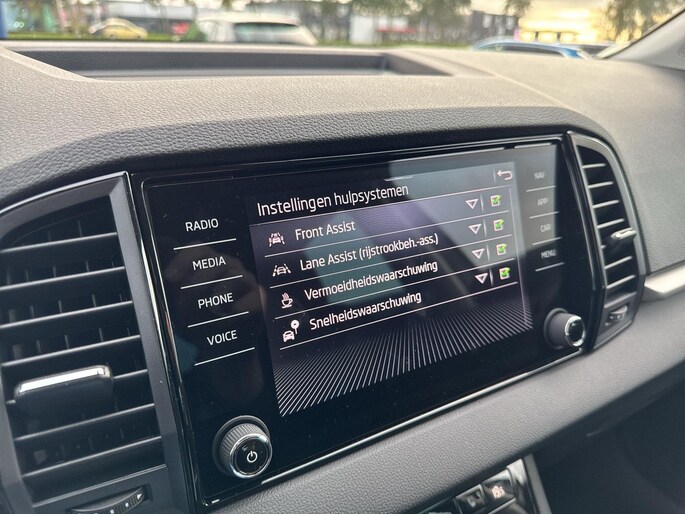 RADIO
MEDIA
PHONE
VOICE
Instellingen hulpsystemen
Front Assist
Lane Assist (rijstrookbeh.-ass.)
Vermoeidheidswaarschuwing
Snelheidswaarschuwing
NAV
APP
CAR
MENU